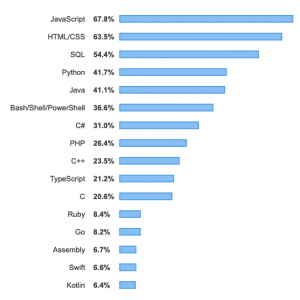 JavaScript 67.8%
HTML/CSS 63.5%
SQL 54.4%
Python 41.7%
Java 41.1%
Bash/Shell/PowerShell 36.6%
C# 31.0%
PHP 26.4%
C++ 23.5%
TypeScript 21.2%
C 20.6%
Ruby 8.4%
Go 8.2%
Assembly 6.7%
Swift 6.6%
Kotlin 6.4%